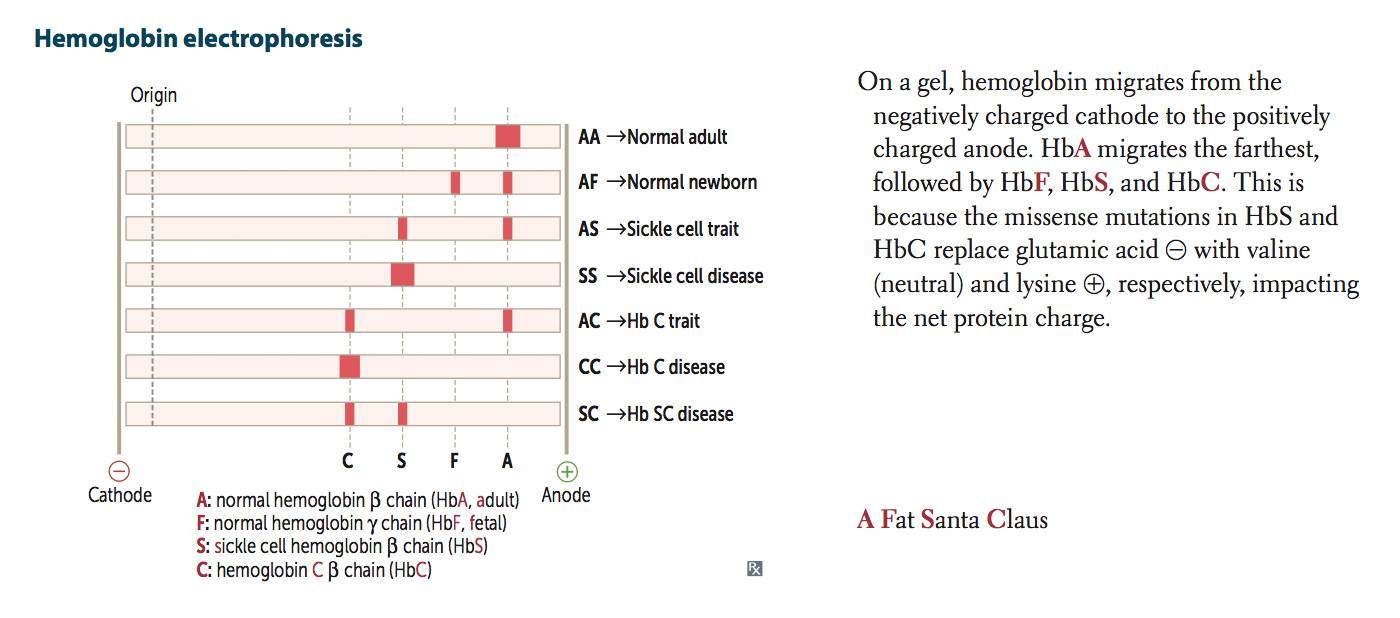 Hemoglobin electrophoresis
Origin
AA →Normal adult
AF →Normal newborn
AS →Sickle cell trait
SS →Sickle cell disease
AC →Hb C trait
CC →Hb C disease
SC →Hb SC disease
C S F A
−
Cathode
+
Anode
A: normal hemoglobin β chain (HbA, adult)
F: normal hemoglobin γ chain (HbF, fetal)
S: sickle cell hemoglobin β chain (HbS)
C: hemoglobin C β chain (HbC)
℞
On a gel, hemoglobin migrates from the
negatively charged cathode to the positively
charged anode. HbA migrates the farthest,
followed by HbF, HbS, and HbC. This is
because the missense mutations in HbS and
HbC replace glutamic acid ⊖ with valine
(neutral) and lysine ⊕, respectively, impacting
the net protein charge.
A Fat Santa Claus